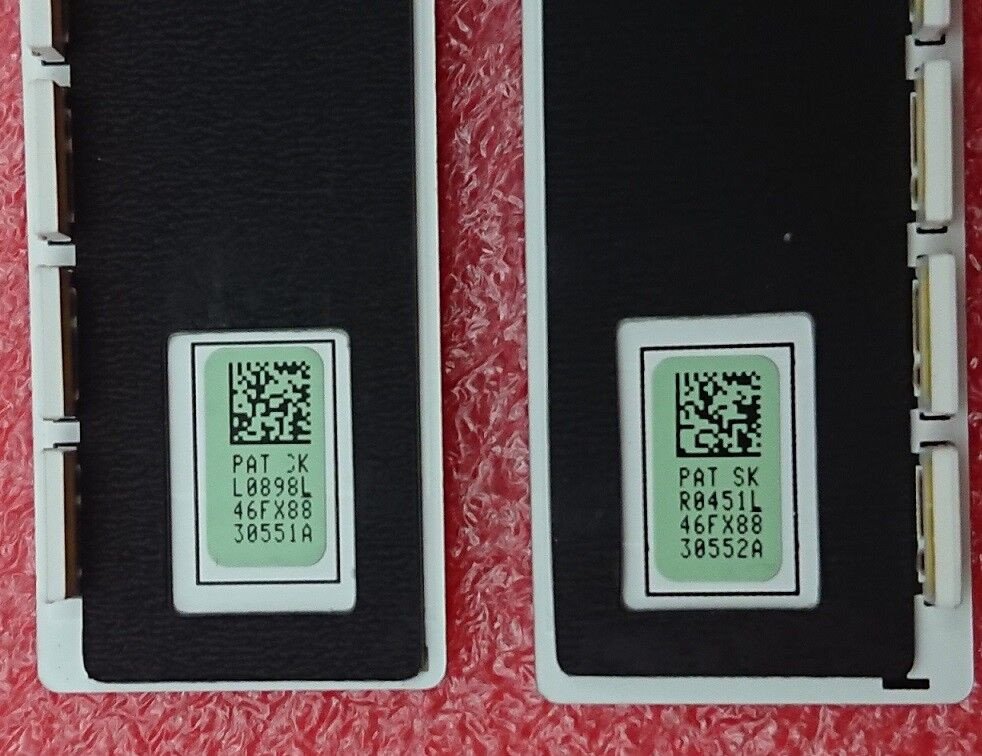 PAT
L0898L
46FX88
30551A
PAT SK
R0451L
46FX88
30552A